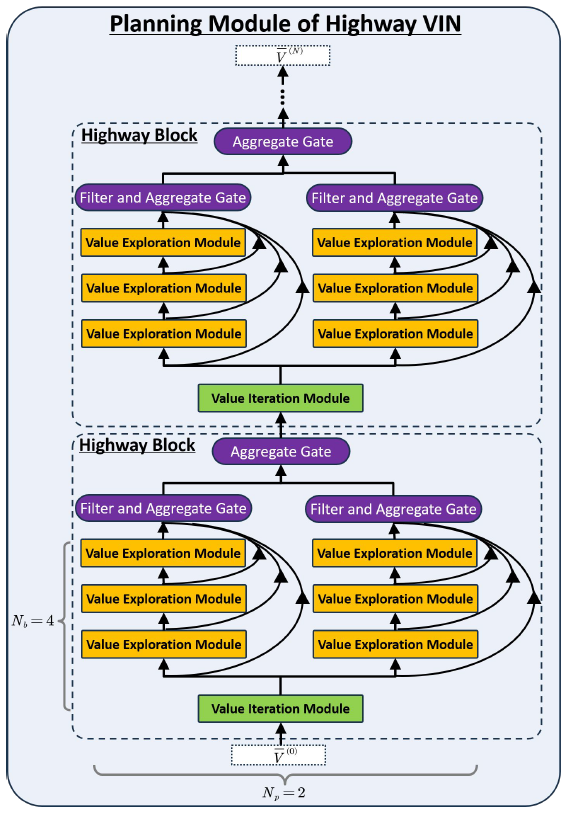 Planning Module of Highway VIN
V̅⁽ᴺ⁾
Highway Block
Aggregate Gate
Filter and Aggregate Gate Filter and Aggregate Gate
Value Exploration Module Value Exploration Module
Value Exploration Module Value Exploration Module
Value Exploration Module Value Exploration Module
Value Iteration Module
Highway Block
Aggregate Gate
Filter and Aggregate Gate Filter and Aggregate Gate
Value Exploration Module Value Exploration Module
Value Exploration Module Value Exploration Module
N_b = 4
Value Exploration Module Value Exploration Module
Value Iteration Module
V̅⁽⁰⁾
N_p = 2